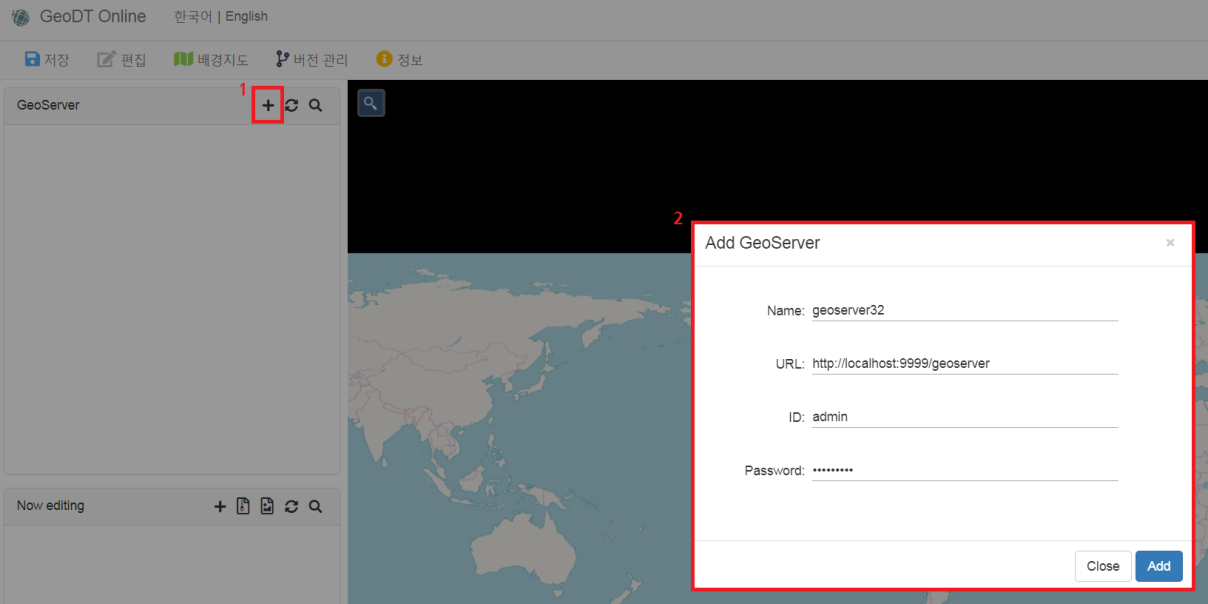 GeoDT Online 한국어 | English
저장 편집 배경지도 버전 관리 정보
1
GeoServer
2
Add GeoServer ×
Name: geoserver32
URL: http://localhost:9999/geoserver
ID: admin
Password: •••••••••
Now editing
Close Add